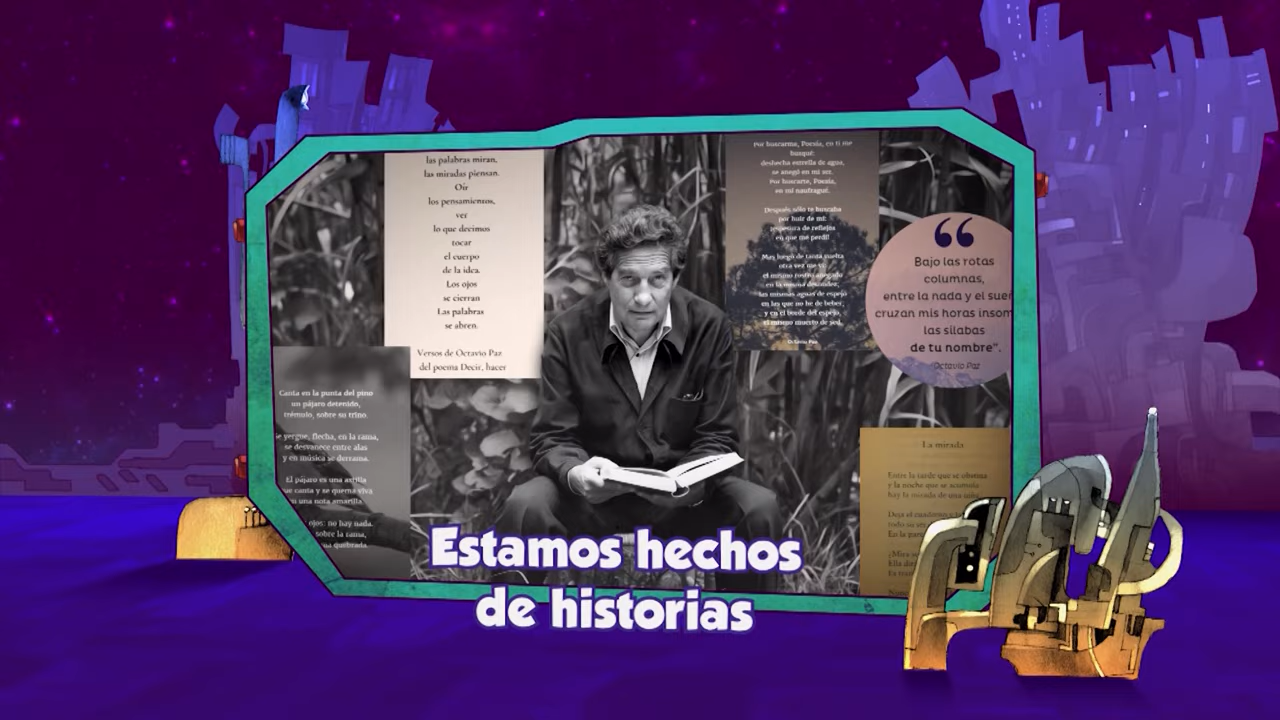 las palabras miran,
las miradas piensan.
Oír
los pensamientos,
ver
lo que decimos
tocar
el cuerpo
de la idea.
Los ojos
se cierran
Las palabras
se abren.
Versos de Octavio Paz
del poema Decir, hacer
Canta en la punta del pino
un pájaro detenido,
trémulo, sobre su trino.
Se yergue, flecha, en la rama,
se desvanece entre alas
y en música se derrama.
El pájaro es una astilla
que canta y se quema viva
en una nota amarilla.
ojos: no hay nada.
sobre la rama,
quebrada.
Por buscarme, Poesía, en ti me
busqué:
deshecha estrella de agua,
se anegó en mi ser.
Por buscarte, Poesía,
en mí naufragué.
Después sólo te buscaba
por huir de mí:
¡espesura de reflejos
en que me perdí!
Mas luego de tanta vuelta
otra vez me vi:
el mismo rostro anegado
en la misma desnudez;
las mismas aguas de espejo
en las que no he de beber;
y en el borde del espejo,
el mismo muerto de sed.
Octavio Paz
“
Bajo las rotas
columnas,
entre la nada y el sue
cruzan mis horas insom
las sílabas
de tu nombre".
Octavio Paz
La mirada
Entre la tarde que se obstina
y la noche que se acumula
hay la mirada de una niña.
Deja el cuaderno y
todo su
En la
Estamos hechos
de historias